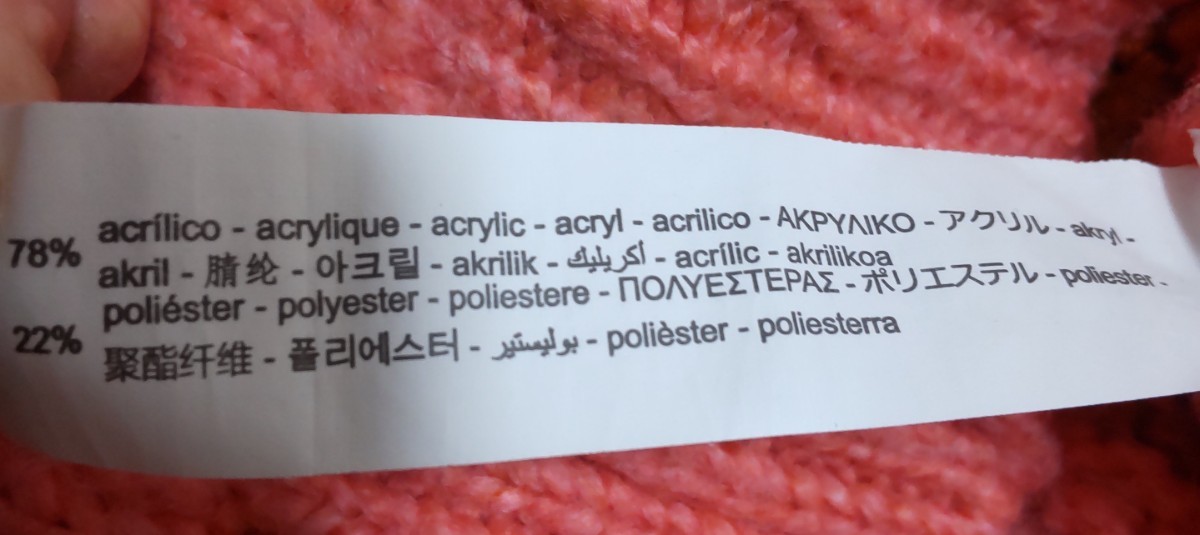 78% acrílico - acrylique - acrylic - acryl - acrilico - ΑΚΡΥΛΙΚΟ - アクリル - akryl -
akril - 腈纶 - 아크릴 - akrilik - أكريليك - acrílic - akrilikoa
22% poliéster - polyester - poliestere - ΠΟΛΥΕΣΤΕΡΑΣ - ポリエステル - poliester -
聚酯纤维 - 폴리에스터 - بوليستير - polièster - poliesterra